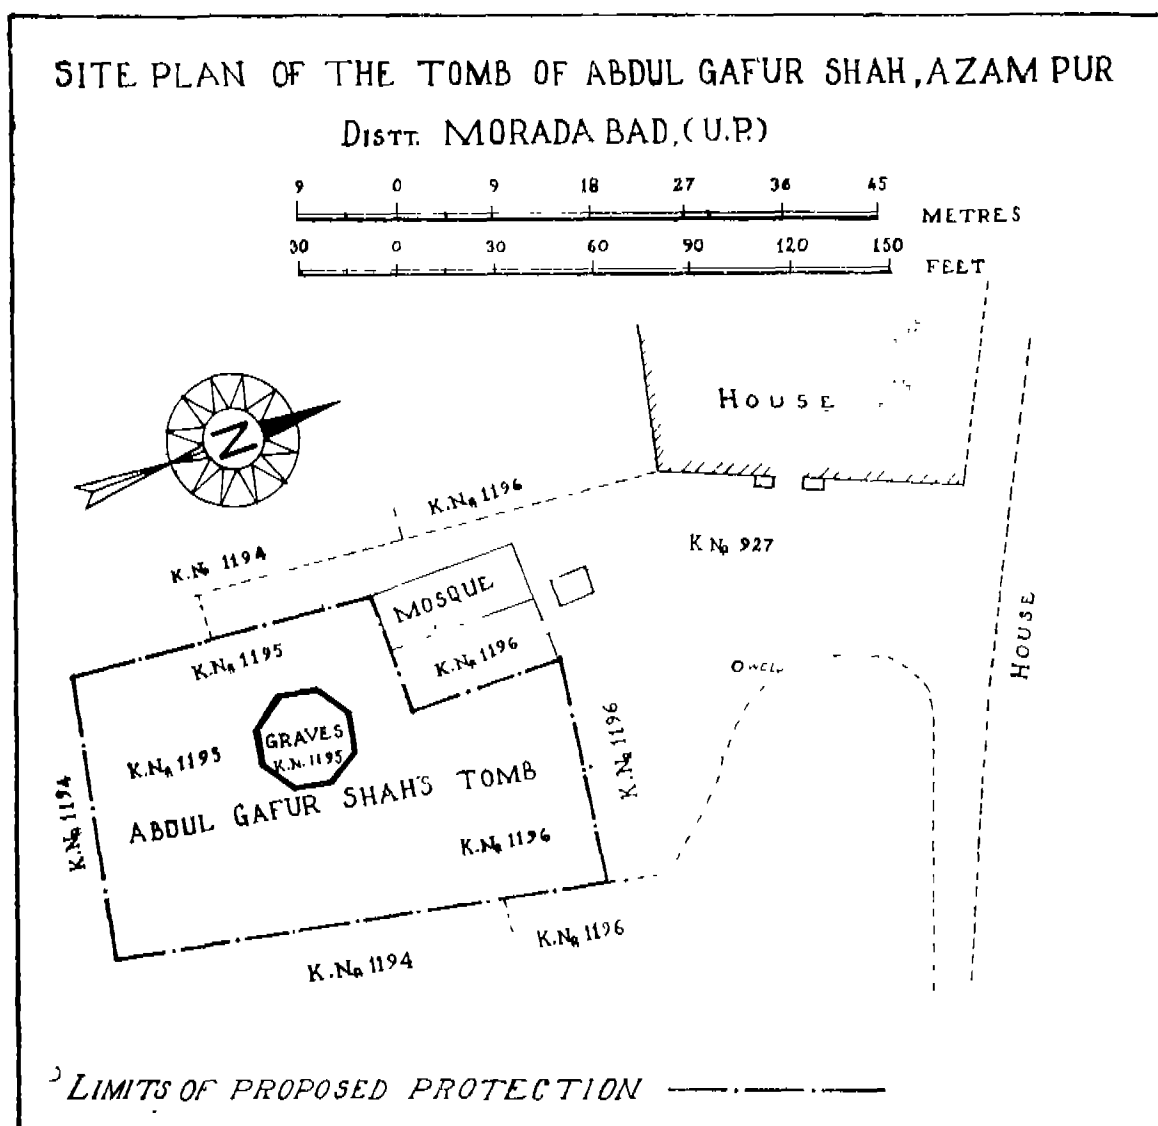 SITE PLAN OF THE TOMB OF ABDUL GAFUR SHAH, AZAM PUR
DISTT. MORADABAD, (U.P.)
9 0 9 18 27 36 45
METRES
30 0 30 60 90 120 150
FEET
HOUSE
N
K.No 1196
K.No 1194
K No 927
MOSQUE
K.No 1195
K.No 1196
WELL
HOUSE
GRAVES
K.N. 1195
K.No 1195
K.No 1196
K.No 1194
ABDUL GAFUR SHAH'S TOMB
K.No 1196
K.No 1196
K.No 1194
LIMITS OF PROPOSED PROTECTION